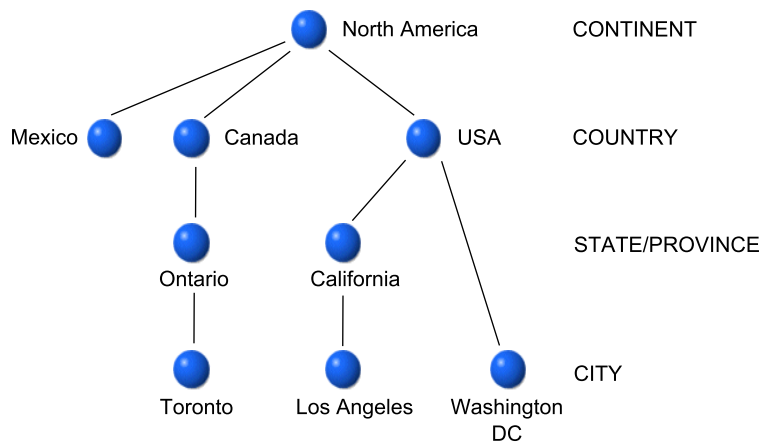 North America
CONTINENT
Mexico
Canada
USA
COUNTRY
STATE/PROVINCE
Ontario
California
CITY
Toronto
Los Angeles
Washington
DC